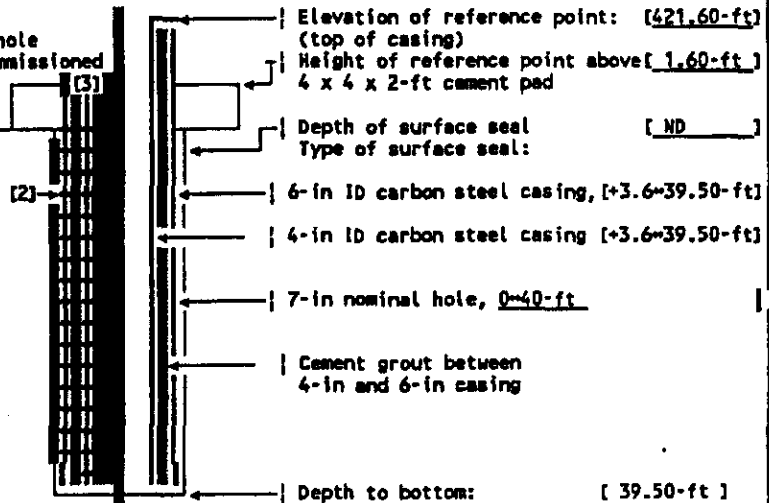 Elevation of reference point: [421.60-ft]
(top of casing)
hole
Height of reference point above[ 1.60-ft ]
4 x 4 x 2-ft cement pad
[3]
Depth of surface seal [ ND ]
Type of surface seal:
[2]
6-in ID carbon steel casing, [+3.6↔39.50-ft]
4-in ID carbon steel casing [+3.6↔39.50-ft]
7-in nominal hole, 0↔40-ft
Cement grout between
4-in and 6-in casing
Depth to bottom: [ 39.50-ft ]